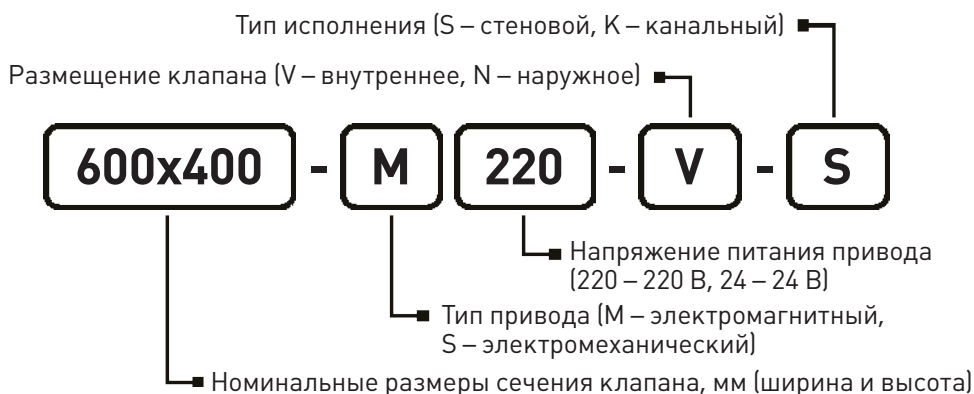 Тип исполнения (S – стеновой, K – канальный)
Размещение клапана (V – внутреннее, N – наружное)
600x400 - M 220 - V - S
Напряжение питания привода
(220 – 220 В, 24 – 24 В)
Тип привода (М – электромагнитный,
S – электромеханический)
Номинальные размеры сечения клапана, мм (ширина и высота)